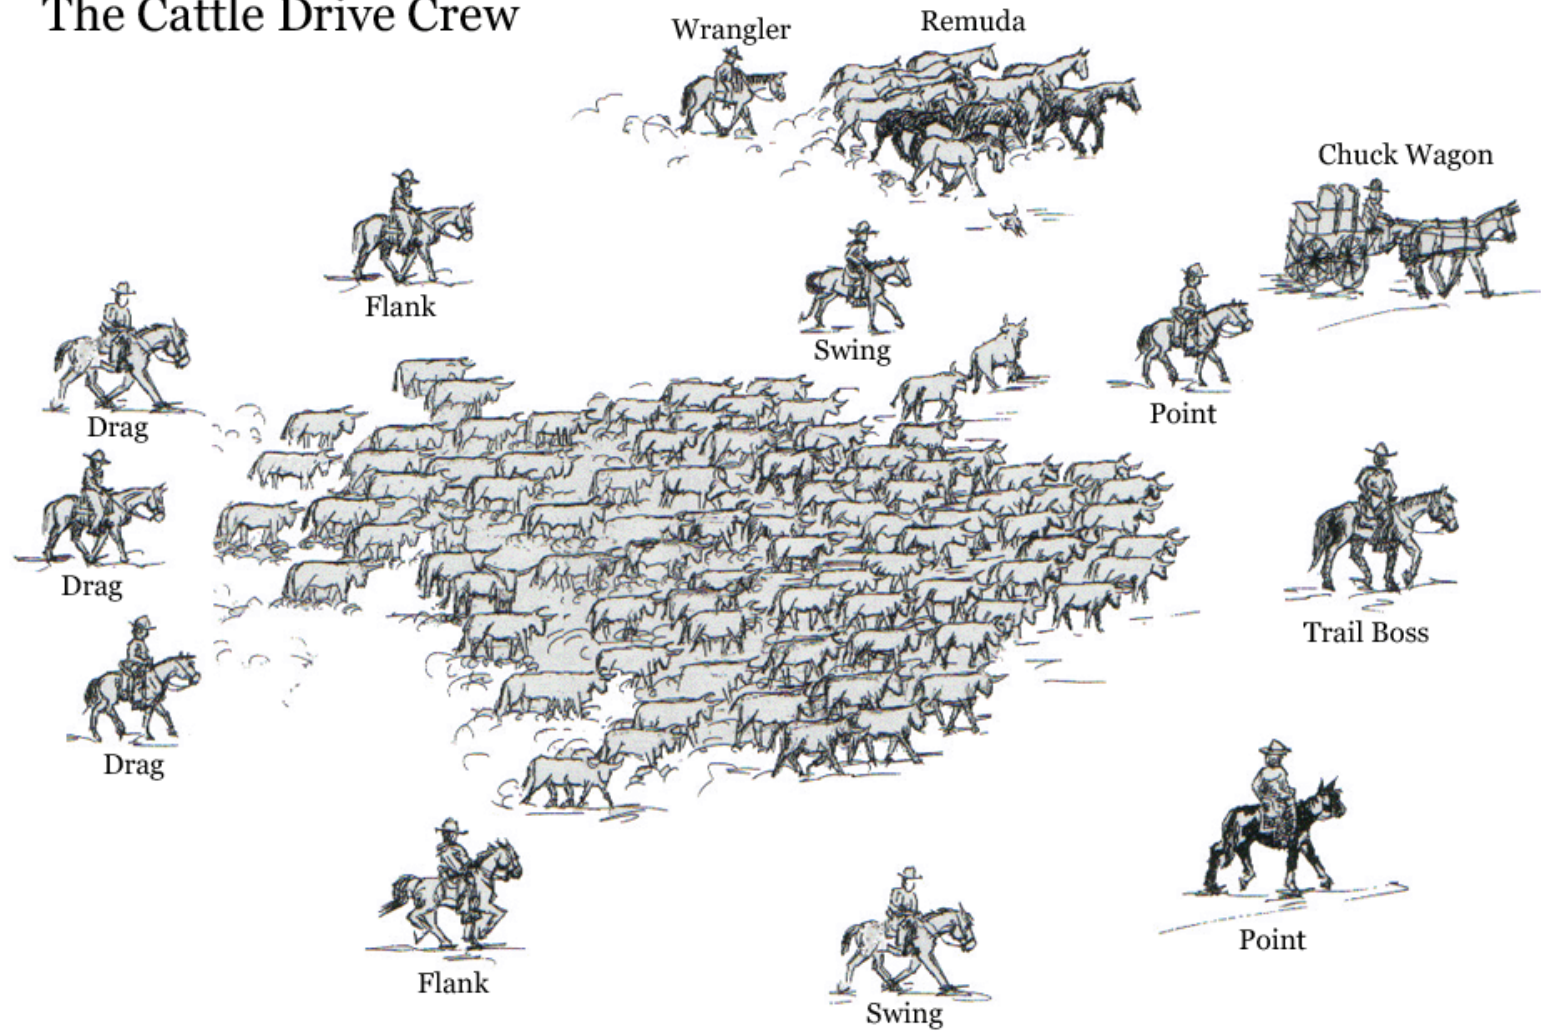 The Cattle Drive Crew
Wrangler
Remuda
Chuck Wagon
Flank
Swing
Point
Drag
Drag
Trail Boss
Drag
Point
Flank
Swing